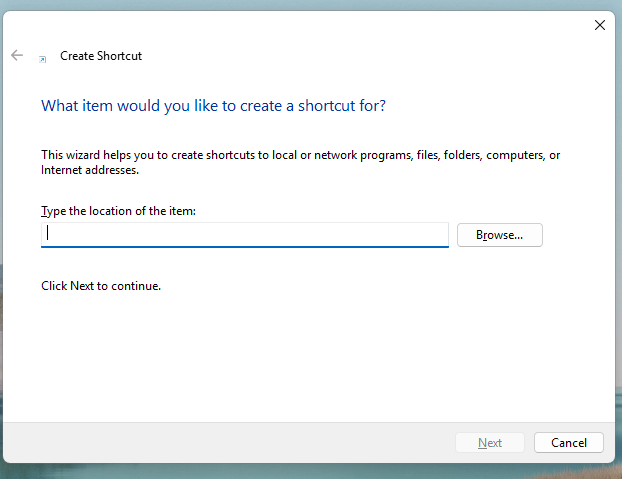 Create Shortcut
What item would you like to create a shortcut for?
This wizard helps you to create shortcuts to local or network programs, files, folders, computers, or
Internet addresses.
Type the location of the item:
Browse...
Click Next to continue.
Next
Cancel